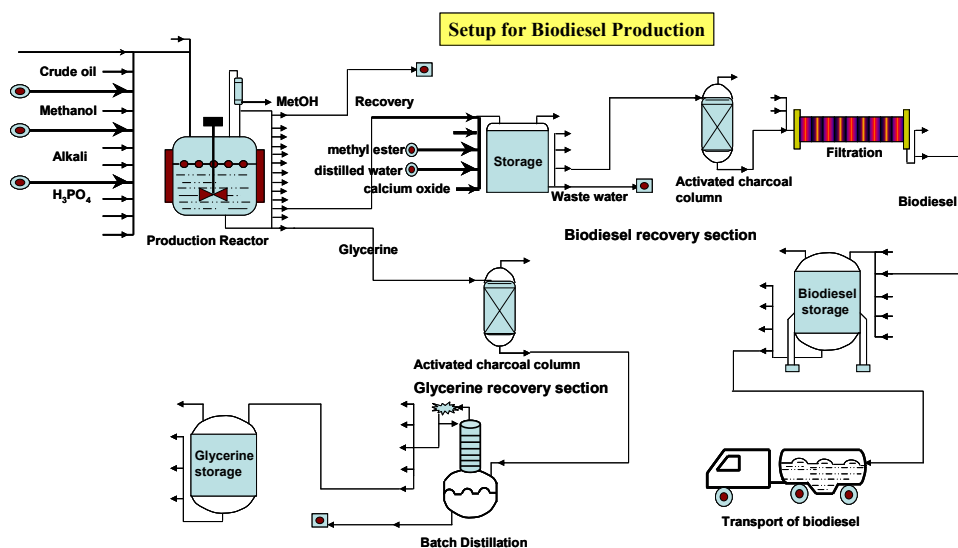 Setup for Biodiesel Production
Crude oil
Methanol
Alkali
H₃PO₄
MetOH
Recovery
Production Reactor
methyl ester
distilled water
calcium oxide
Storage
Waste water
Activated charcoal
column
Filtration
Biodiesel
Biodiesel recovery section
Glycerine
Activated charcoal column
Glycerine recovery section
Biodiesel
storage
Glycerine
storage
Batch Distillation
Transport of biodiesel